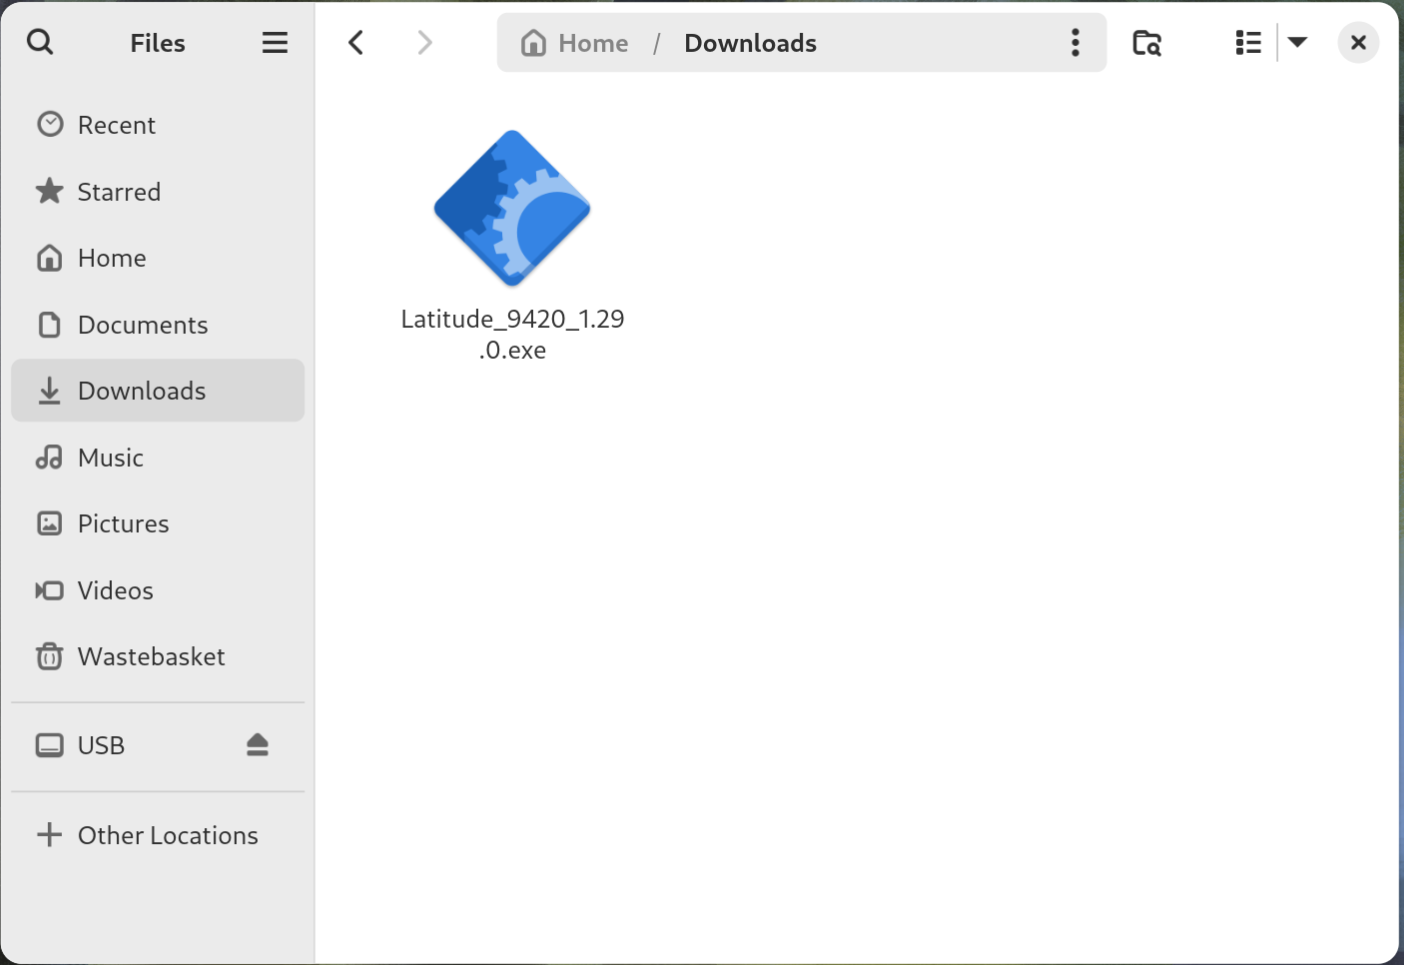 Files
Home / Downloads
Recent
Starred
Home
Documents
Downloads
Music
Pictures
Videos
Wastebasket
USB
Other Locations
Latitude_9420_1.29
.0.exe